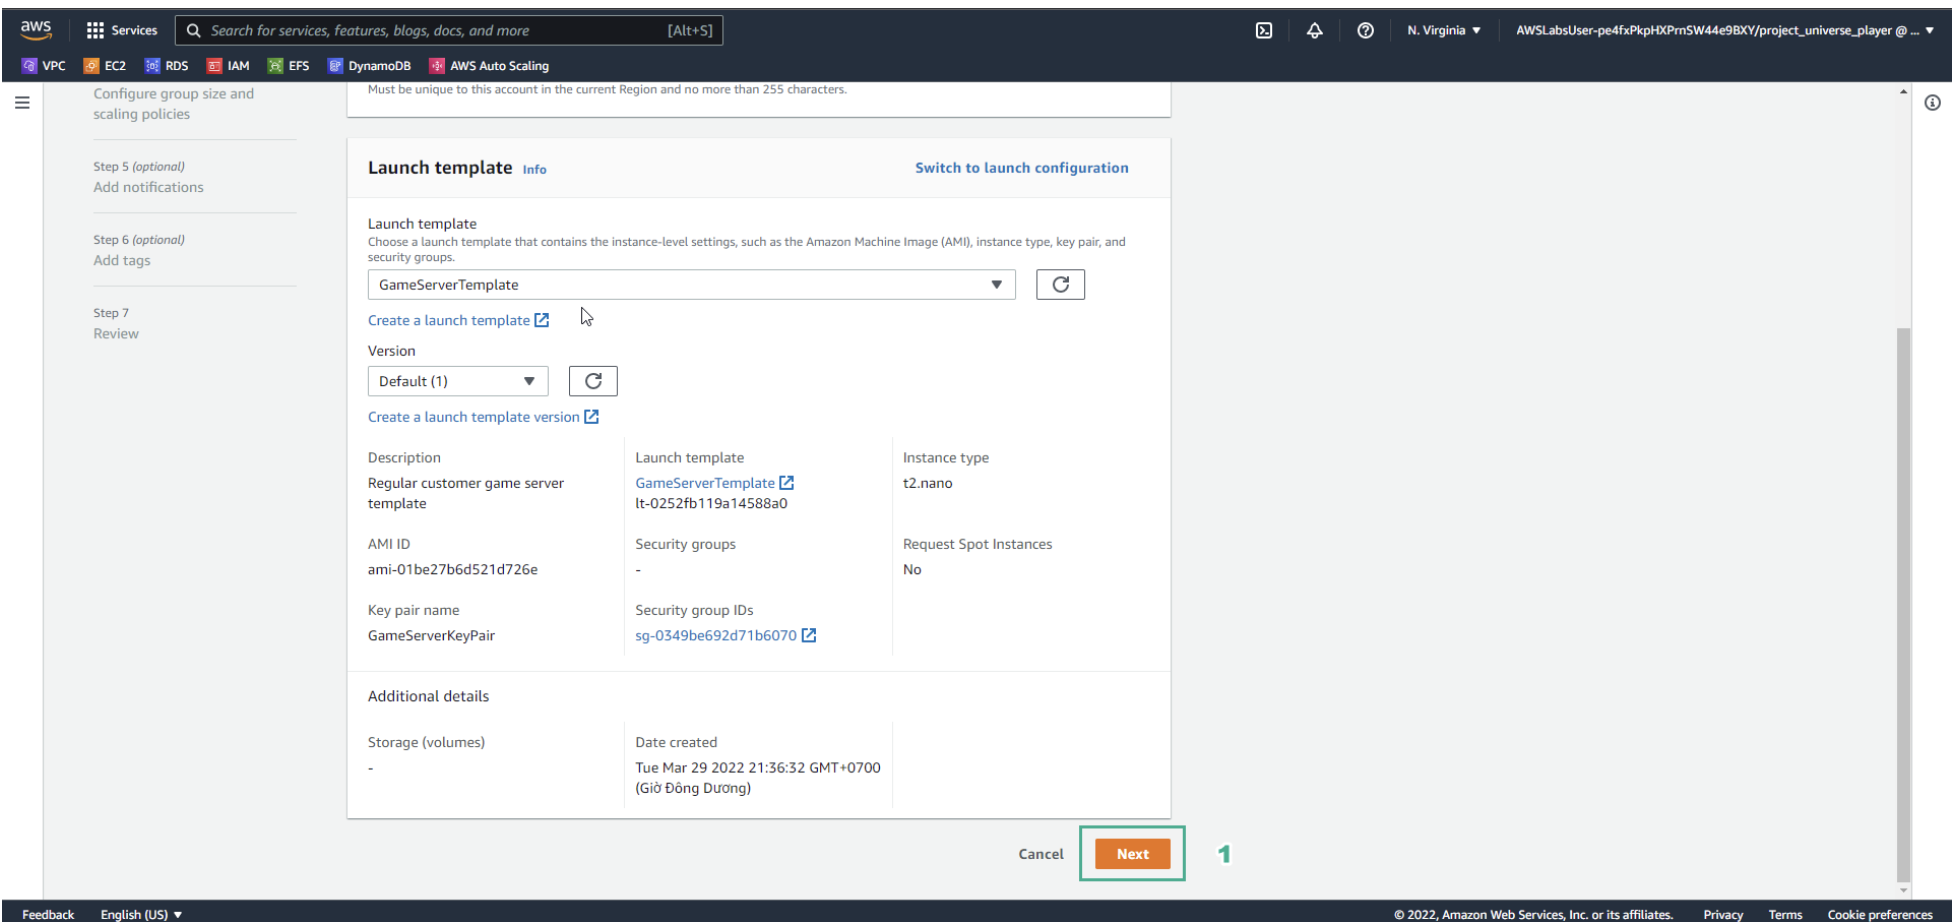 aws
Services
Search for services, features, blogs, docs, and more
[Alt+S]
N. Virginia ▼
AWSLabsUser-pe4fxPkpHXPrnSW44e9BXY/project_universe_player @ ... ▼
VPC
EC2
RDS
IAM
EFS
DynamoDB
AWS Auto Scaling
Configure group size and
scaling policies
Step 5 (optional)
Add notifications
Step 6 (optional)
Add tags
Step 7
Review
Must be unique to this account in the current Region and no more than 255 characters.
Launch template Info
Switch to launch configuration
Launch template
Choose a launch template that contains the instance-level settings, such as the Amazon Machine Image (AMI), instance type, key pair, and
security groups.
GameServerTemplate
Create a launch template
Version
Default (1)
Create a launch template version
Description
Regular customer game server
template
Launch template
GameServerTemplate
lt-0252fb119a14588a0
Instance type
t2.nano
AMI ID
ami-01be27b6d521d726e
Security groups
-
Request Spot Instances
No
Key pair name
GameServerKeyPair
Security group IDs
sg-0349be692d71b6070
Additional details
Storage (volumes)
-
Date created
Tue Mar 29 2022 21:36:32 GMT+0700
(Giờ Đông Dương)
Cancel
Next
1
Feedback
English (US) ▼
© 2022, Amazon Web Services, Inc. or its affiliates.
Privacy
Terms
Cookie preferences